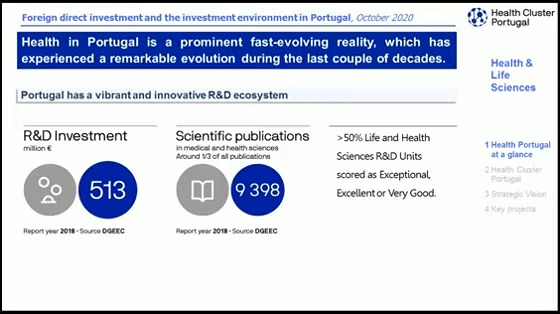 Foreign direct investment and the investment environment in Portugal, October 2020
Health Cluster
Portugal
Health in Portugal is a prominent fast-evolving reality, which has
experienced a remarkable evolution during the last couple of decades.
Health &
Life
Sciences
Portugal has a vibrant and innovative R&D ecosystem
R&D Investment
million €
513
Report year 2018 • Source DGEEC
Scientific publications
in medical and health sciences
Around 1/3 of all publications
9 398
Report year 2018 • Source DGEEC
>50% Life and Health
Sciences R&D Units
scored as Exceptional,
Excellent or Very Good.
1 Health Portugal
at a glance
2 Health Cluster
Portugal
3 Strategic Vision
4 Key projects